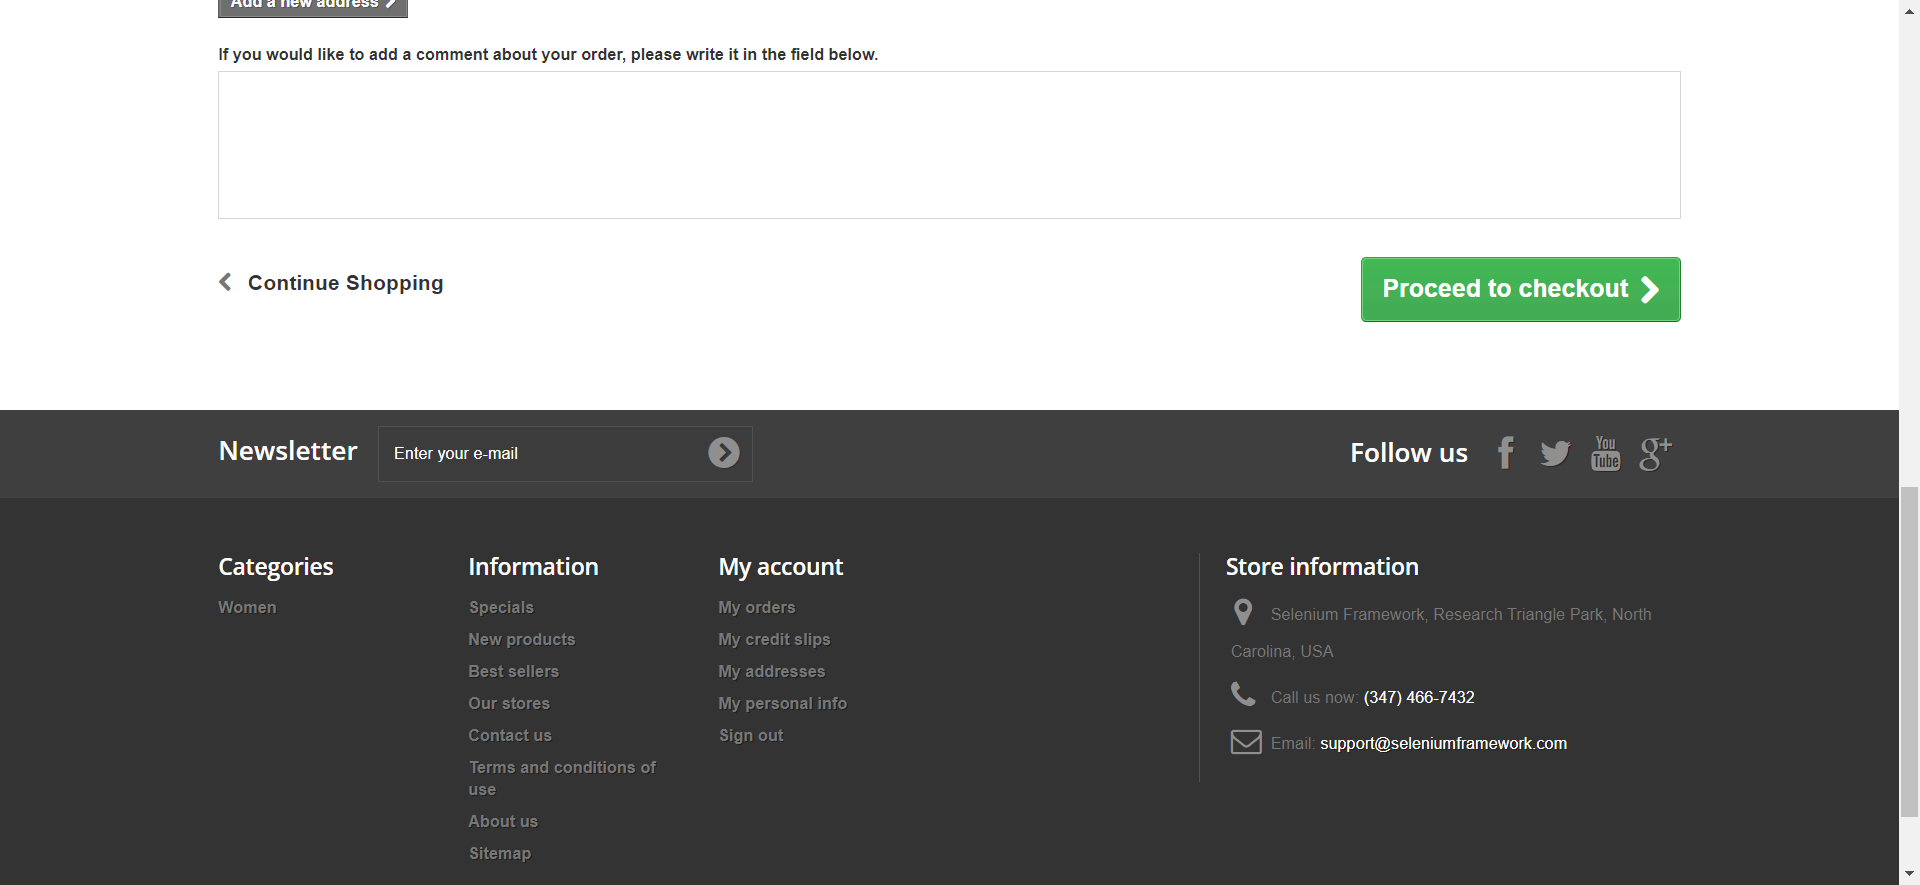 Add a new address
If you would like to add a comment about your order, please write it in the field below.
Continue Shopping
Proceed to checkout
Newsletter
Enter your e-mail
Follow us
You
Tube
g+
Categories
Women
Information
Specials
New products
Best sellers
Our stores
Contact us
Terms and conditions of
use
About us
Sitemap
My account
My orders
My credit slips
My addresses
My personal info
Sign out
Store information
Selenium Framework, Research Triangle Park, North
Carolina, USA
Call us now: (347) 466-7432
Email: support@seleniumframework.com